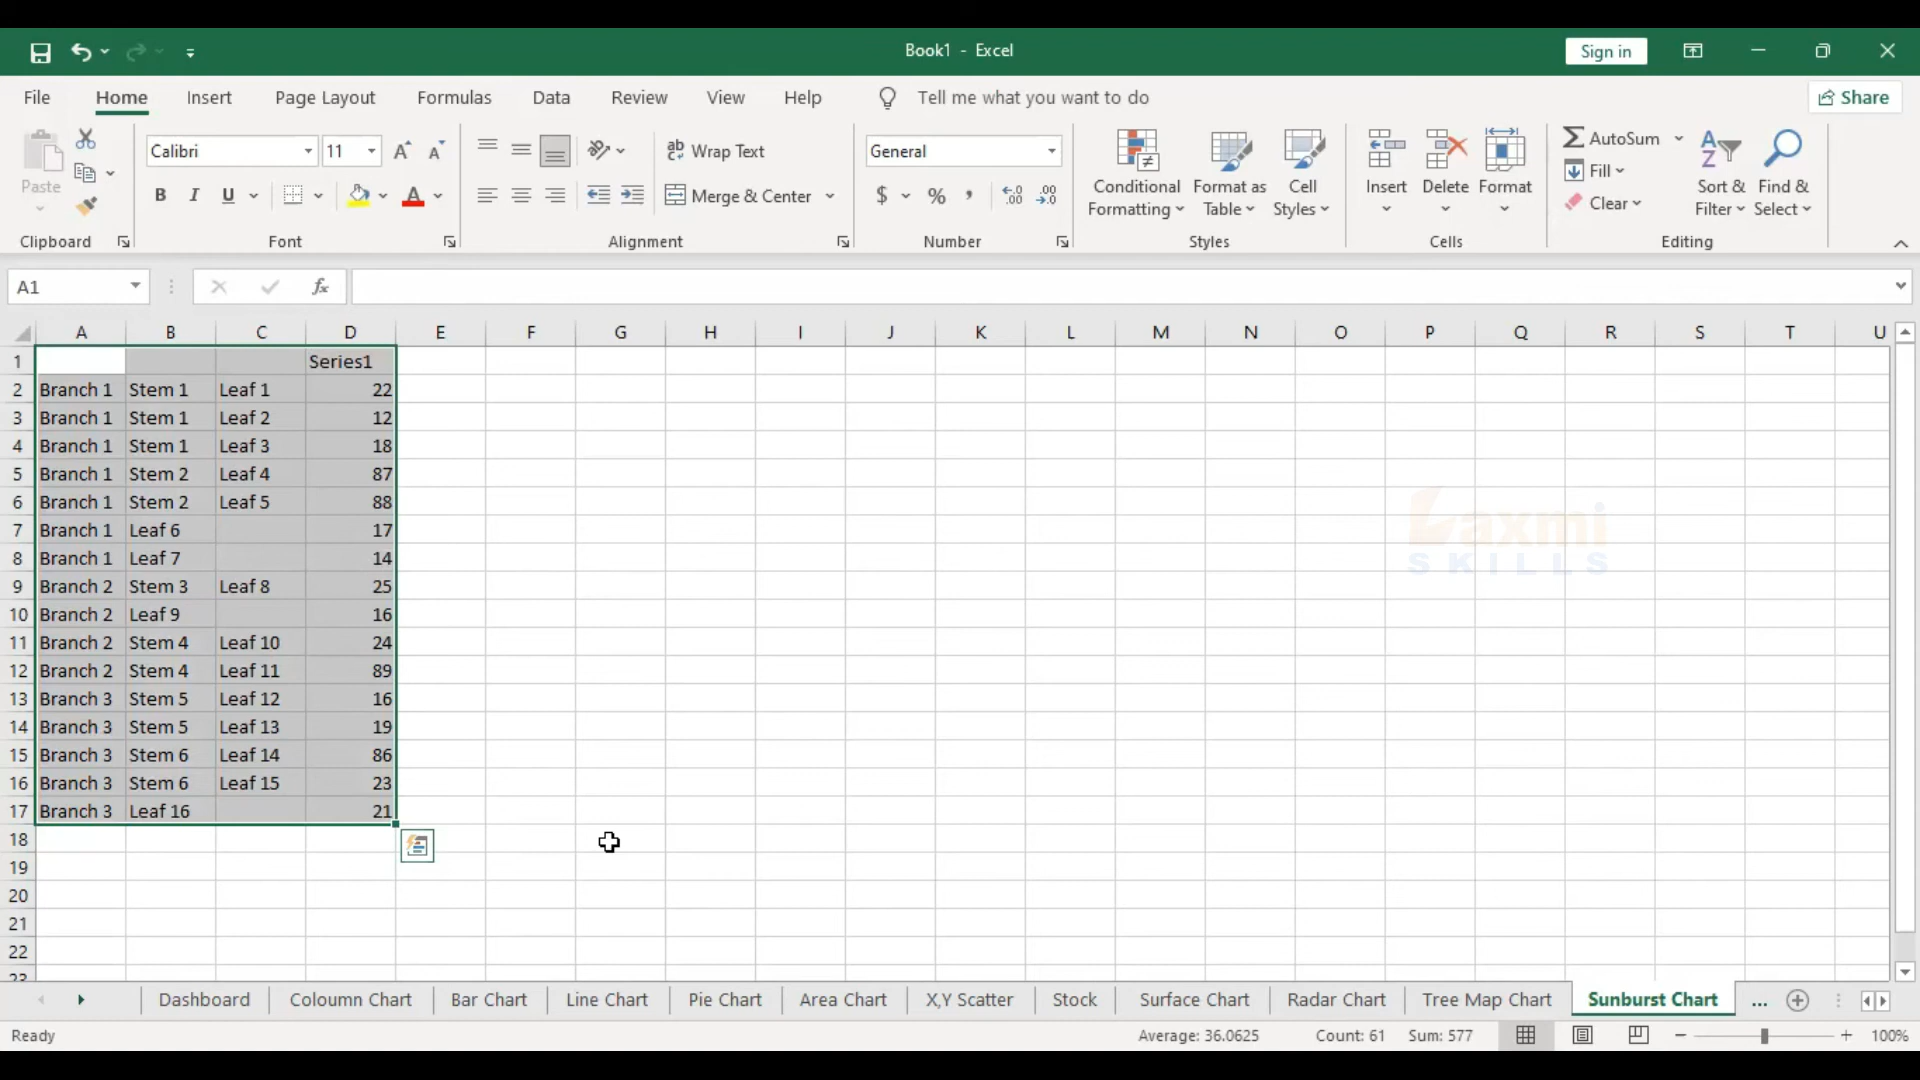 Book1 - Excel
Sign in
File Home Insert Page Layout Formulas Data Review View Help Tell me what you want to do Share
Paste
Clipboard
Calibri 11
B I U
Font
Wrap Text
Merge & Center
Alignment
General
$ % ,
Number
Conditional Formatting
Format as Table
Cell Styles
Styles
Insert Delete Format
Cells
AutoSum
Fill
Clear
Sort & Filter
Find & Select
Editing
A1 fx
A B C D E F G H I J K L M N O P Q R S T U
1 Series1
2 Branch 1 Stem 1 Leaf 1 22
3 Branch 1 Stem 1 Leaf 2 12
4 Branch 1 Stem 1 Leaf 3 18
5 Branch 1 Stem 2 Leaf 4 87
6 Branch 1 Stem 2 Leaf 5 88
7 Branch 1 Leaf 6 17
8 Branch 1 Leaf 7 14
9 Branch 2 Stem 3 Leaf 8 25
10 Branch 2 Leaf 9 16
11 Branch 2 Stem 4 Leaf 10 24
12 Branch 2 Stem 4 Leaf 11 89
13 Branch 3 Stem 5 Leaf 12 16
14 Branch 3 Stem 5 Leaf 13 19
15 Branch 3 Stem 6 Leaf 14 86
16 Branch 3 Stem 6 Leaf 15 23
17 Branch 3 Leaf 16 21
18
19
20
21
22
23
Laxmi
SKILLS
Dashboard Coloumn Chart Bar Chart Line Chart Pie Chart Area Chart X,Y Scatter Stock Surface Chart Radar Chart Tree Map Chart Sunburst Chart ...
Ready Average: 36.0625 Count: 61 Sum: 577 100%